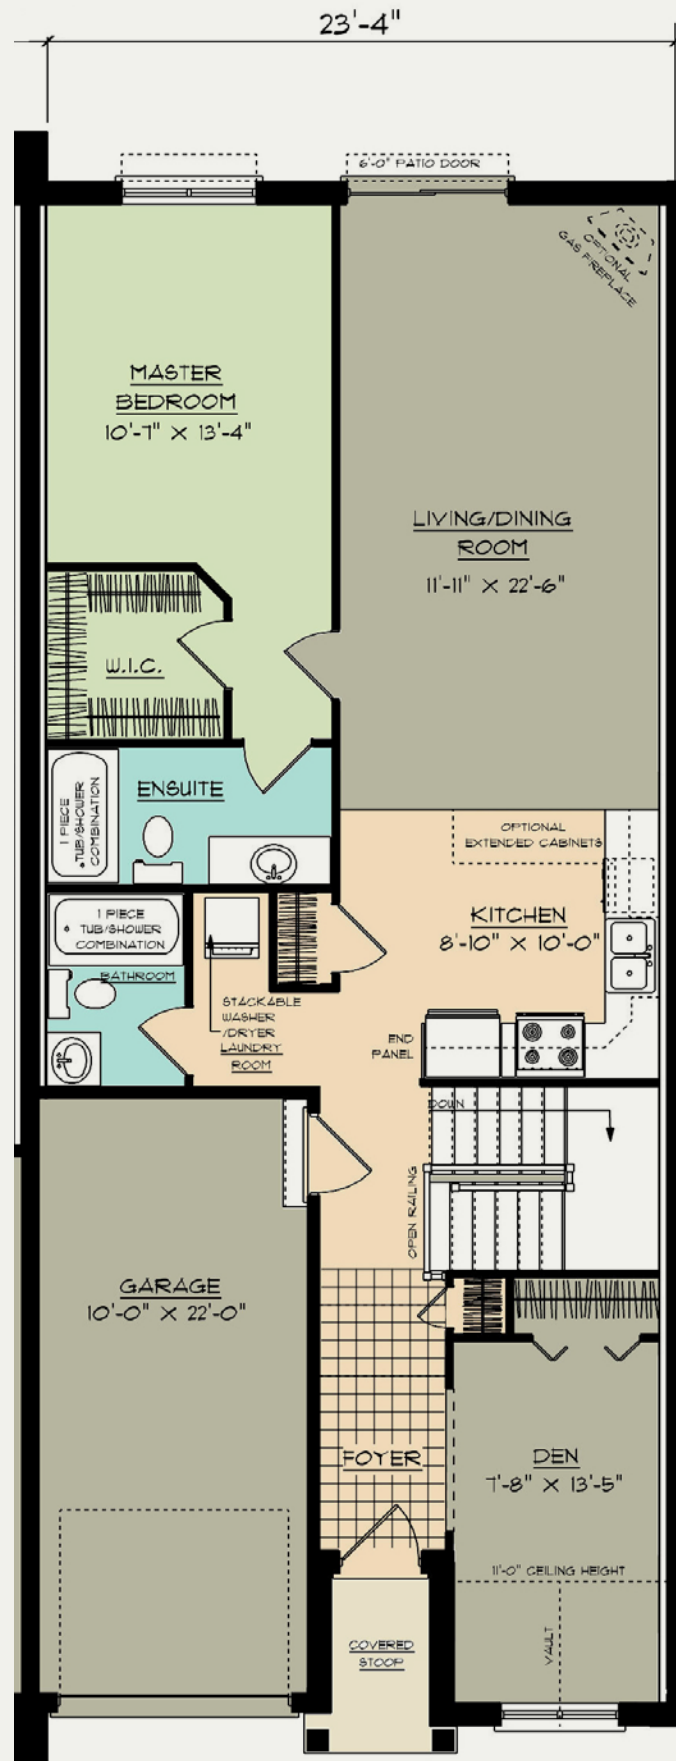 23'-4"
6'-0" PATIO DOOR
OPTIONAL
GAS FIREPLACE
MASTER
BEDROOM
10'-7" X 13'-4"
LIVING/DINING
ROOM
11'-11" X 22'-6"
W.I.C.
ENSUITE
1 PIECE
TUB/SHOWER
COMBINATION
OPTIONAL
EXTENDED CABINETS
KITCHEN
8'-10" X 10'-0"
1 PIECE
TUB/SHOWER
COMBINATION
BATHROOM
STACKABLE
WASHER
/DRYER
LAUNDRY
ROOM
END
PANEL
DOWN
OPEN RAILING
GARAGE
10'-0" X 22'-0"
FOYER
DEN
7'-8" X 13'-5"
11'-0" CEILING HEIGHT
VAULT
COVERED
STOOP